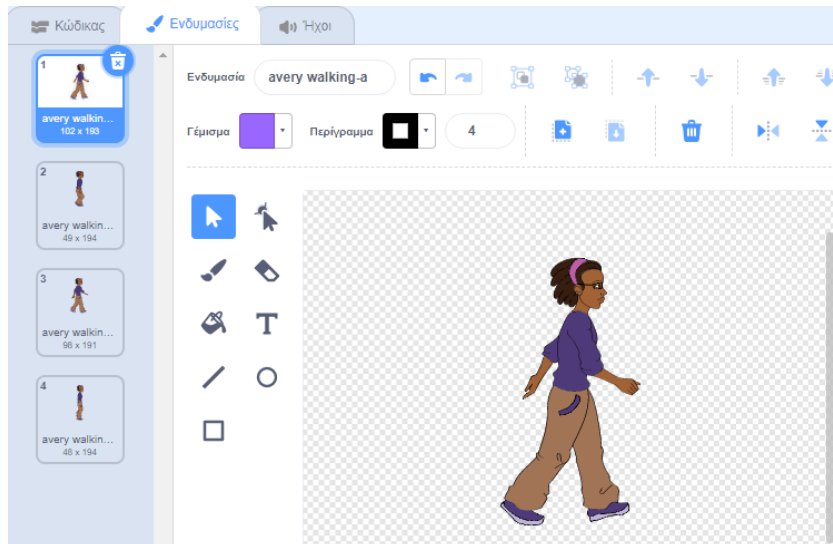 Κώδικας
Ενδυμασίες
Ήχοι
1
avery walkin...
102 x 193
2
avery walkin...
49 x 194
3
avery walkin...
98 x 191
4
avery walkin...
48 x 194
Ενδυμασία
avery walking-a
Γέμισμα
Περίγραμμα
4
T